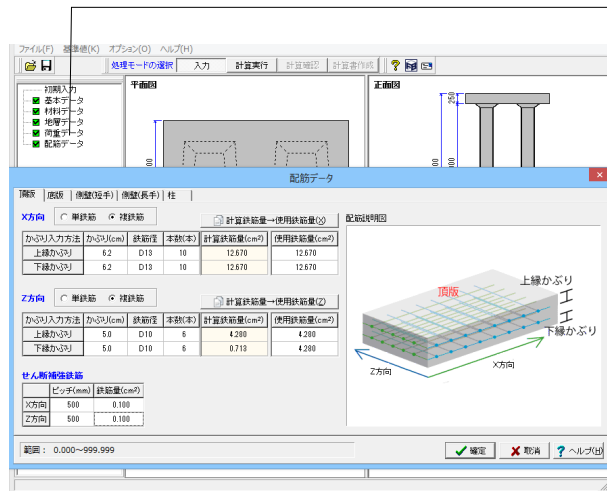 ファイル(F) 基準値(K) オプション(O) ヘルプ(H)
処理モードの選択 入力 計算実行 計算確認 計算書作成
初期入力
基本データ
材料データ
地層データ
荷重データ
配筋データ
平面図
正面図
250
配筋データ
頂版 底版 側壁(短手) 側壁(長手) 柱
X方向 単鉄筋 複鉄筋 計算鉄筋量→使用鉄筋量(X)
かぶり入力方法 かぶり(cm) 鉄筋径 本数(本) 計算鉄筋量(cm²) 使用鉄筋量(cm²)
上縁かぶり 6.2 D13 10 12.670 12.670
下縁かぶり 6.2 D13 10 12.670 12.670
Z方向 単鉄筋 複鉄筋 計算鉄筋量→使用鉄筋量(Z)
かぶり入力方法 かぶり(cm) 鉄筋径 本数(本) 計算鉄筋量(cm²) 使用鉄筋量(cm²)
上縁かぶり 5.0 D10 6 4.280 4.280
下縁かぶり 5.0 D10 6 0.713 4.280
せん断補強鉄筋
ピッチ(mm) 鉄筋量(cm²)
X方向 500 0.100
Z方向 500 0.100
配筋説明図
頂版
上縁かぶり
下縁かぶり
Z方向
X方向
範囲: 0.000～999.999
確定 取消 ヘルプ(H)